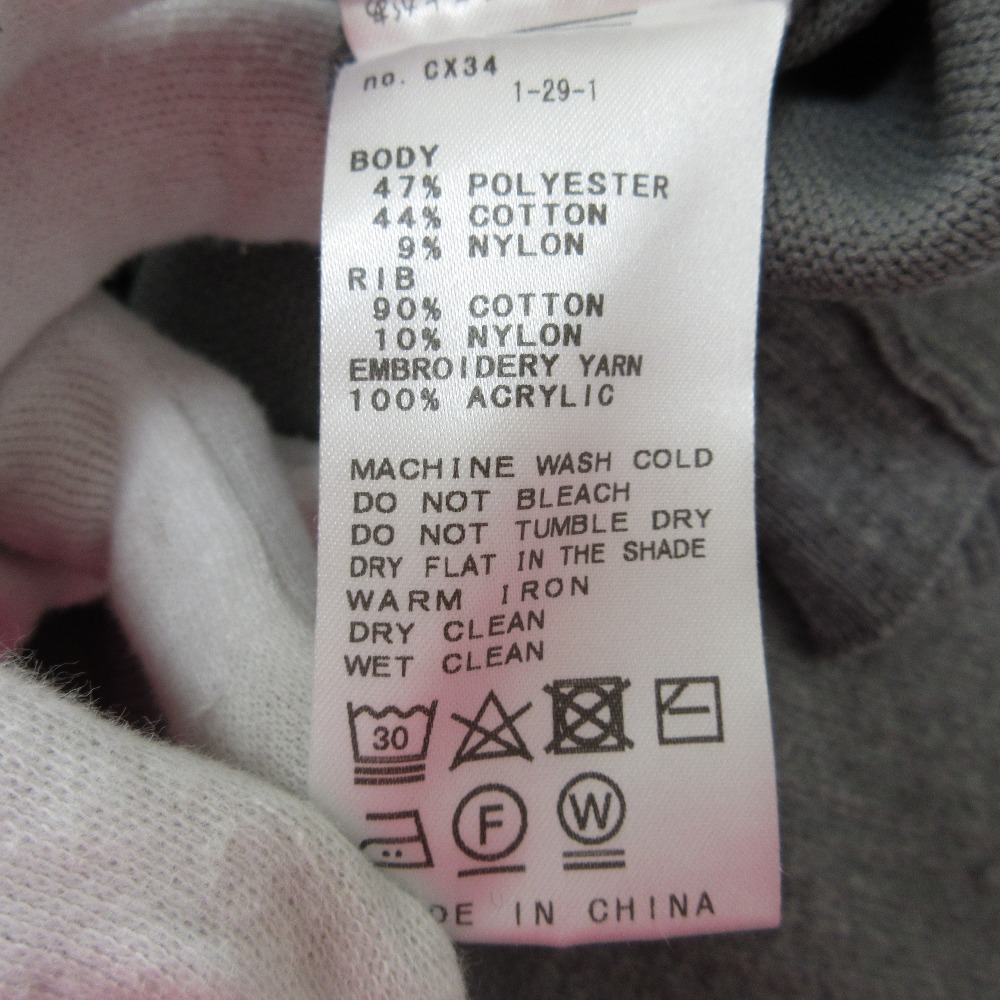 no. CX34
1-29-1
BODY
47% POLYESTER
44% COTTON
9% NYLON
RIB
90% COTTON
10% NYLON
EMBROIDERY YARN
100% ACRYLIC
MACHINE WASH COLD
DO NOT BLEACH
DO NOT TUMBLE DRY
DRY FLAT IN THE SHADE
WARM IRON
DRY CLEAN
WET CLEAN
30
F W
DE IN CHINA